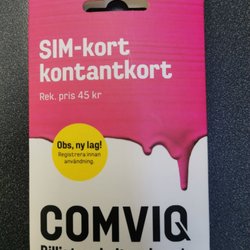 SIM-kort
kontantkort
Rek. pris 45 kr
Obs, ny lag!
Registrera innan
användning.
COMVIQ